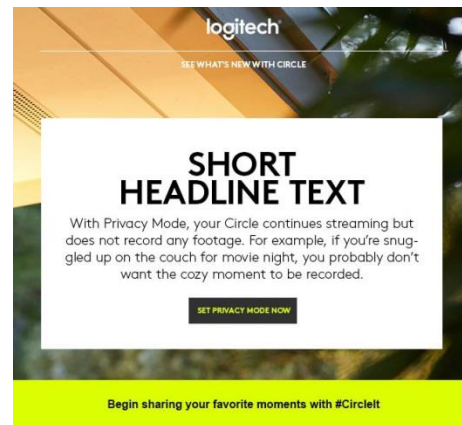 logitech
SEE WHAT'S NEW WITH CIRCLE
SHORT
HEADLINE TEXT
With Privacy Mode, your Circle continues streaming but
does not record any footage. For example, if you're snug-
gled up on the couch for movie night, you probably don't
want the cozy moment to be recorded.
SET PRIVACY MODE NOW
Begin sharing your favorite moments with #CircleIt